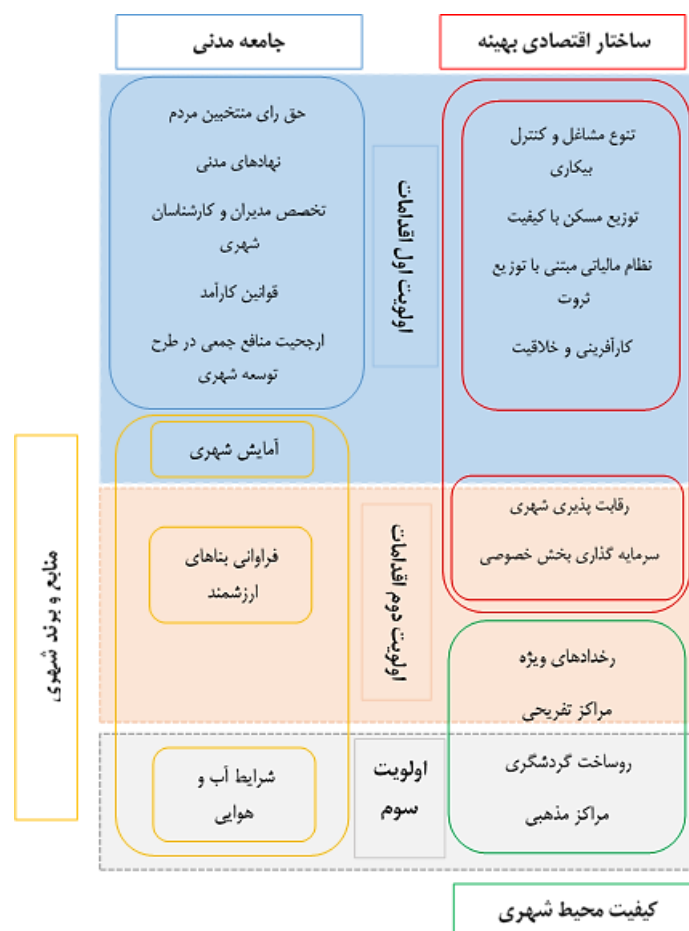 ساختار اقتصادی بهینه
جامعه مدنی
تنوع مشاغل و کنترل
بیکاری
توزیع مسکن با کیفیت
نظام مالیاتی مبتنی با توزیع
ثروت
کارآفرینی و خلاقیت
اولویت اول اقدامات
حق رای منتخبین مردم
نهادهای مدنی
تخصص مدیران و کارشناسان
شهری
قوانین کارآمد
ارجحیت منافع جمعی در طرح
توسعه شهری
آمایش شهری
رقابت پذیری شهری
سرمایه گذاری بخش خصوصی
رخدادهای ویژه
مراکز تفریحی
اولویت دوم اقدامات
فراوانی بناهای
ارزشمند
روساخت گردشگری
مراکز مذهبی
اولویت
سوم
شرایط آب و
هوایی
منابع و برند شهری
کیفیت محیط شهری